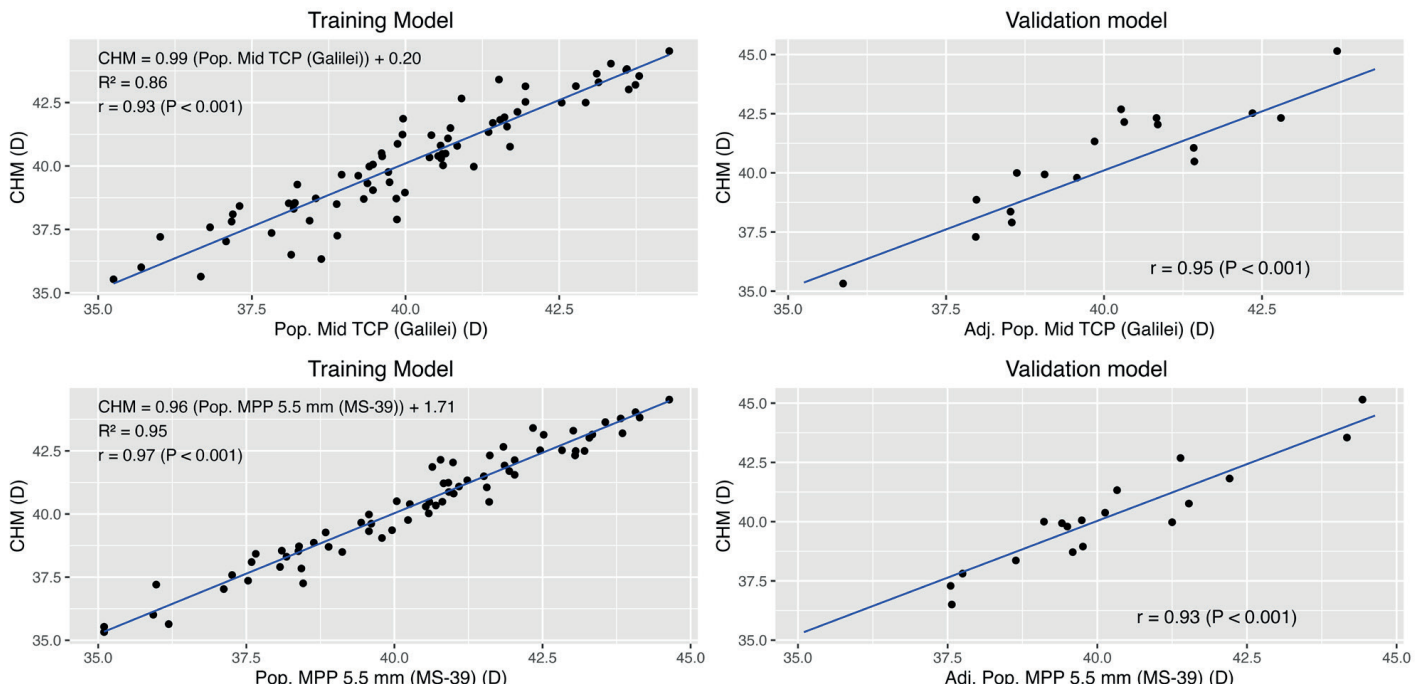 Training Model
CHM = 0.99 (Pop. Mid TCP (Galilei)) + 0.20
R² = 0.86
r = 0.93 (P < 0.001)
CHM (D)
42.5
40.0
37.5
35.0
35.0 37.5 40.0 42.5
Pop. Mid TCP (Galilei) (D)
Validation model
CHM (D)
45.0
42.5
40.0
37.5
35.0
r = 0.95 (P < 0.001)
35.0 37.5 40.0 42.5
Adj. Pop. Mid TCP (Galilei) (D)
Training Model
CHM = 0.96 (Pop. MPP 5.5 mm (MS-39)) + 1.71
R² = 0.95
r = 0.97 (P < 0.001)
CHM (D)
42.5
40.0
37.5
35.0
35.0 37.5 40.0 42.5 45.0
Pop. MPP 5.5 mm (MS-39) (D)
Validation model
CHM (D)
45.0
42.5
40.0
37.5
35.0
r = 0.93 (P < 0.001)
35.0 37.5 40.0 42.5 45.0
Adj. Pop. MPP 5.5 mm (MS-39) (D)